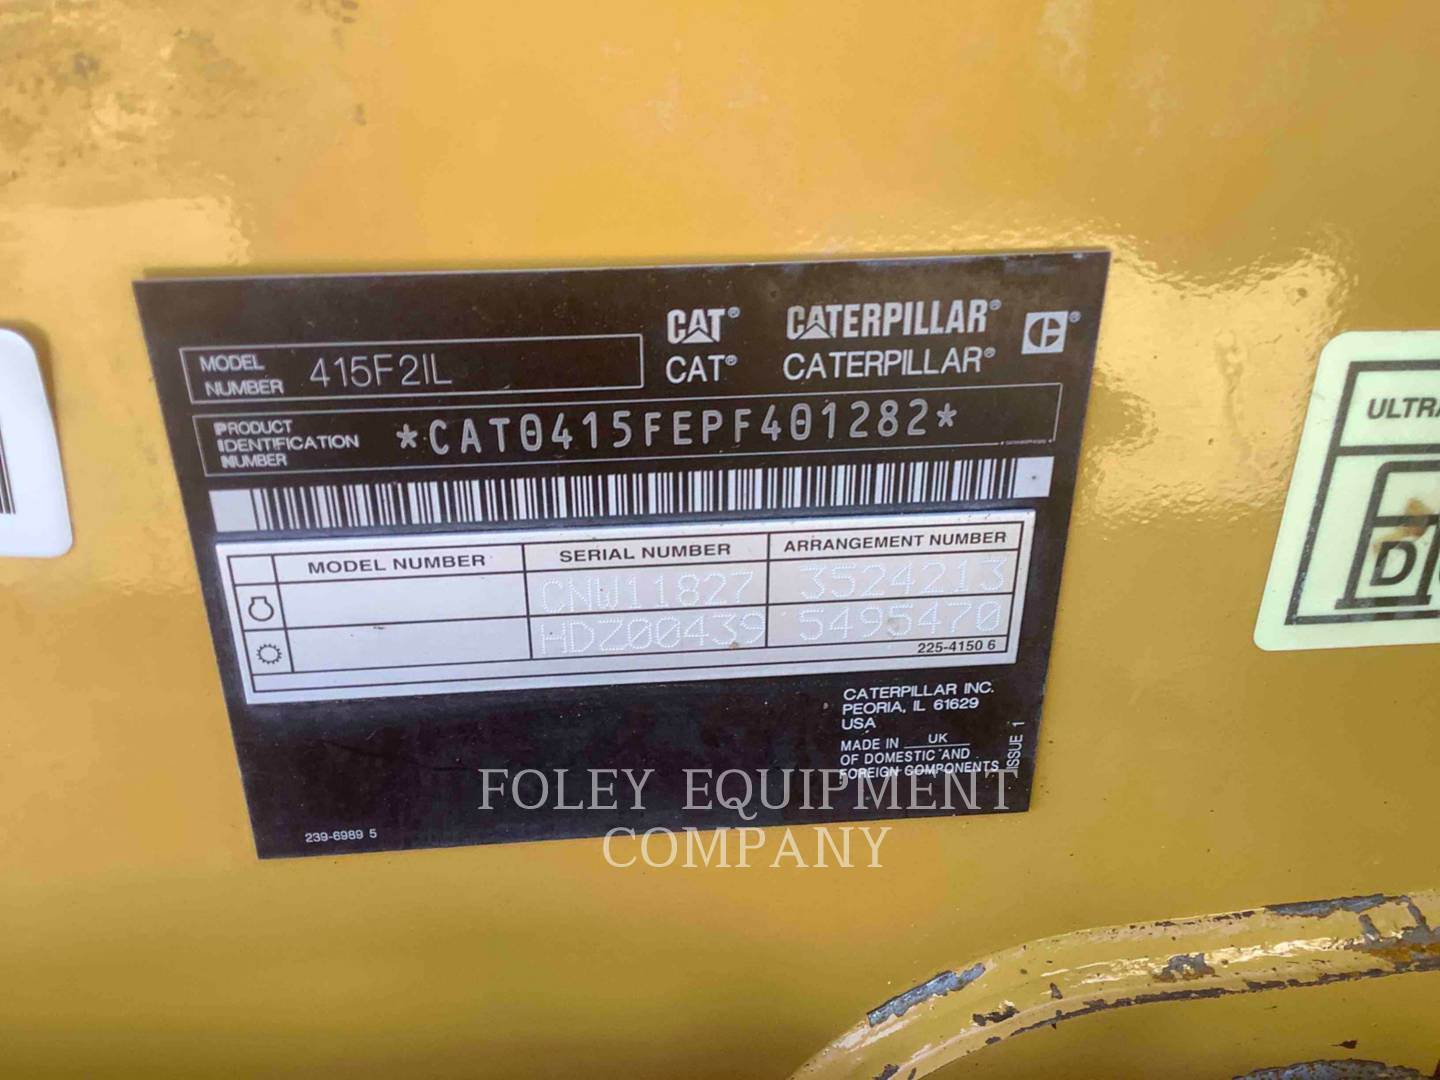 CAT® CATERPILLAR®
CAT® CATERPILLAR®
MODEL NUMBER 415F2IL
PRODUCT IDENTIFICATION NUMBER *CAT0415FEPF401282*
MODEL NUMBER SERIAL NUMBER ARRANGEMENT NUMBER
CNW11827 3524213
HDZ00439 5495470
225-4150 6
CATERPILLAR INC.
PEORIA, IL 61629
USA
MADE IN UK
OF DOMESTIC AND
FOREIGN COMPONENTS
ISSUE 1
239-6989 5
FOLEY EQUIPMENT
COMPANY
ULTRA
D